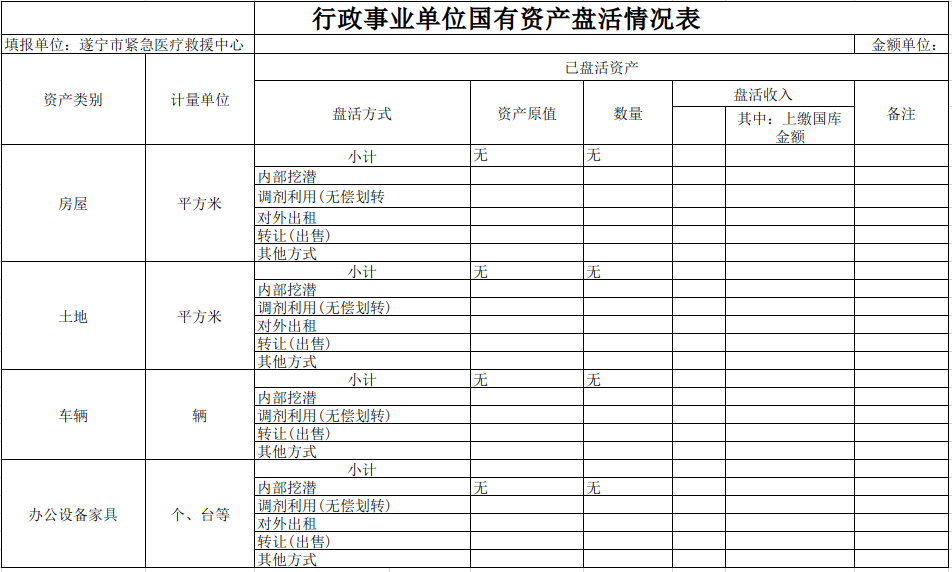 行政事业单位国有资产盘活情况表
填报单位：遂宁市紧急医疗救援中心 金额单位：
资产类别 计量单位 已盘活资产
盘活方式 资产原值 数量 盘活收入 备注
其中：上缴国库
金额
房屋 平方米
小计 无 无
内部挖潜
调剂利用(无偿划转
对外出租
转让(出售)
其他方式
土地 平方米
小计 无 无
内部挖潜
调剂利用(无偿划转)
对外出租
转让(出售)
其他方式
车辆 辆
小计 无 无
内部挖潜
调剂利用(无偿划转)
转让(出售)
其他方式
办公设备家具 个、台等
小计
内部挖潜 无 无
调剂利用(无偿划转)
对外出租
转让(出售)
其他方式